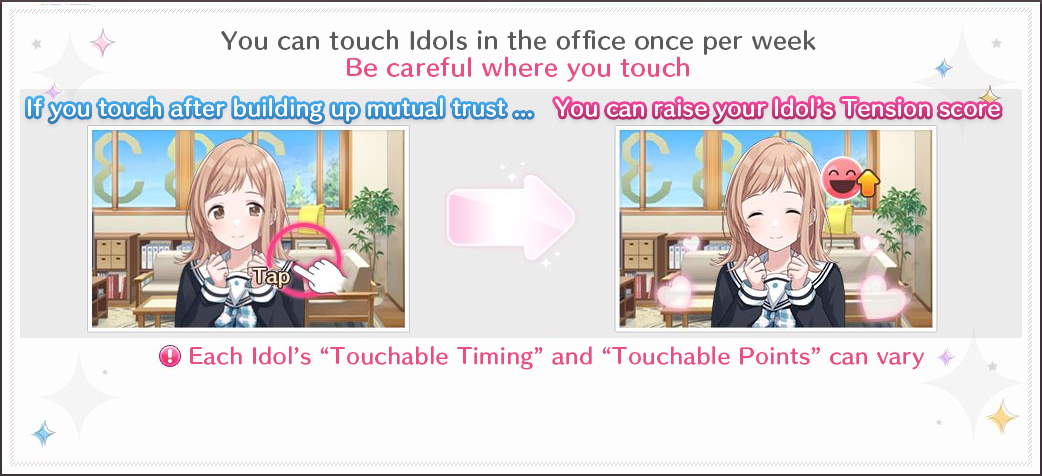 You can touch Idols in the office once per week
Be careful where you touch
If you touch after building up mutual trust ...
You can raise your Idol's Tension score
Tap
Each Idol's “Touchable Timing” and “Touchable Points” can vary